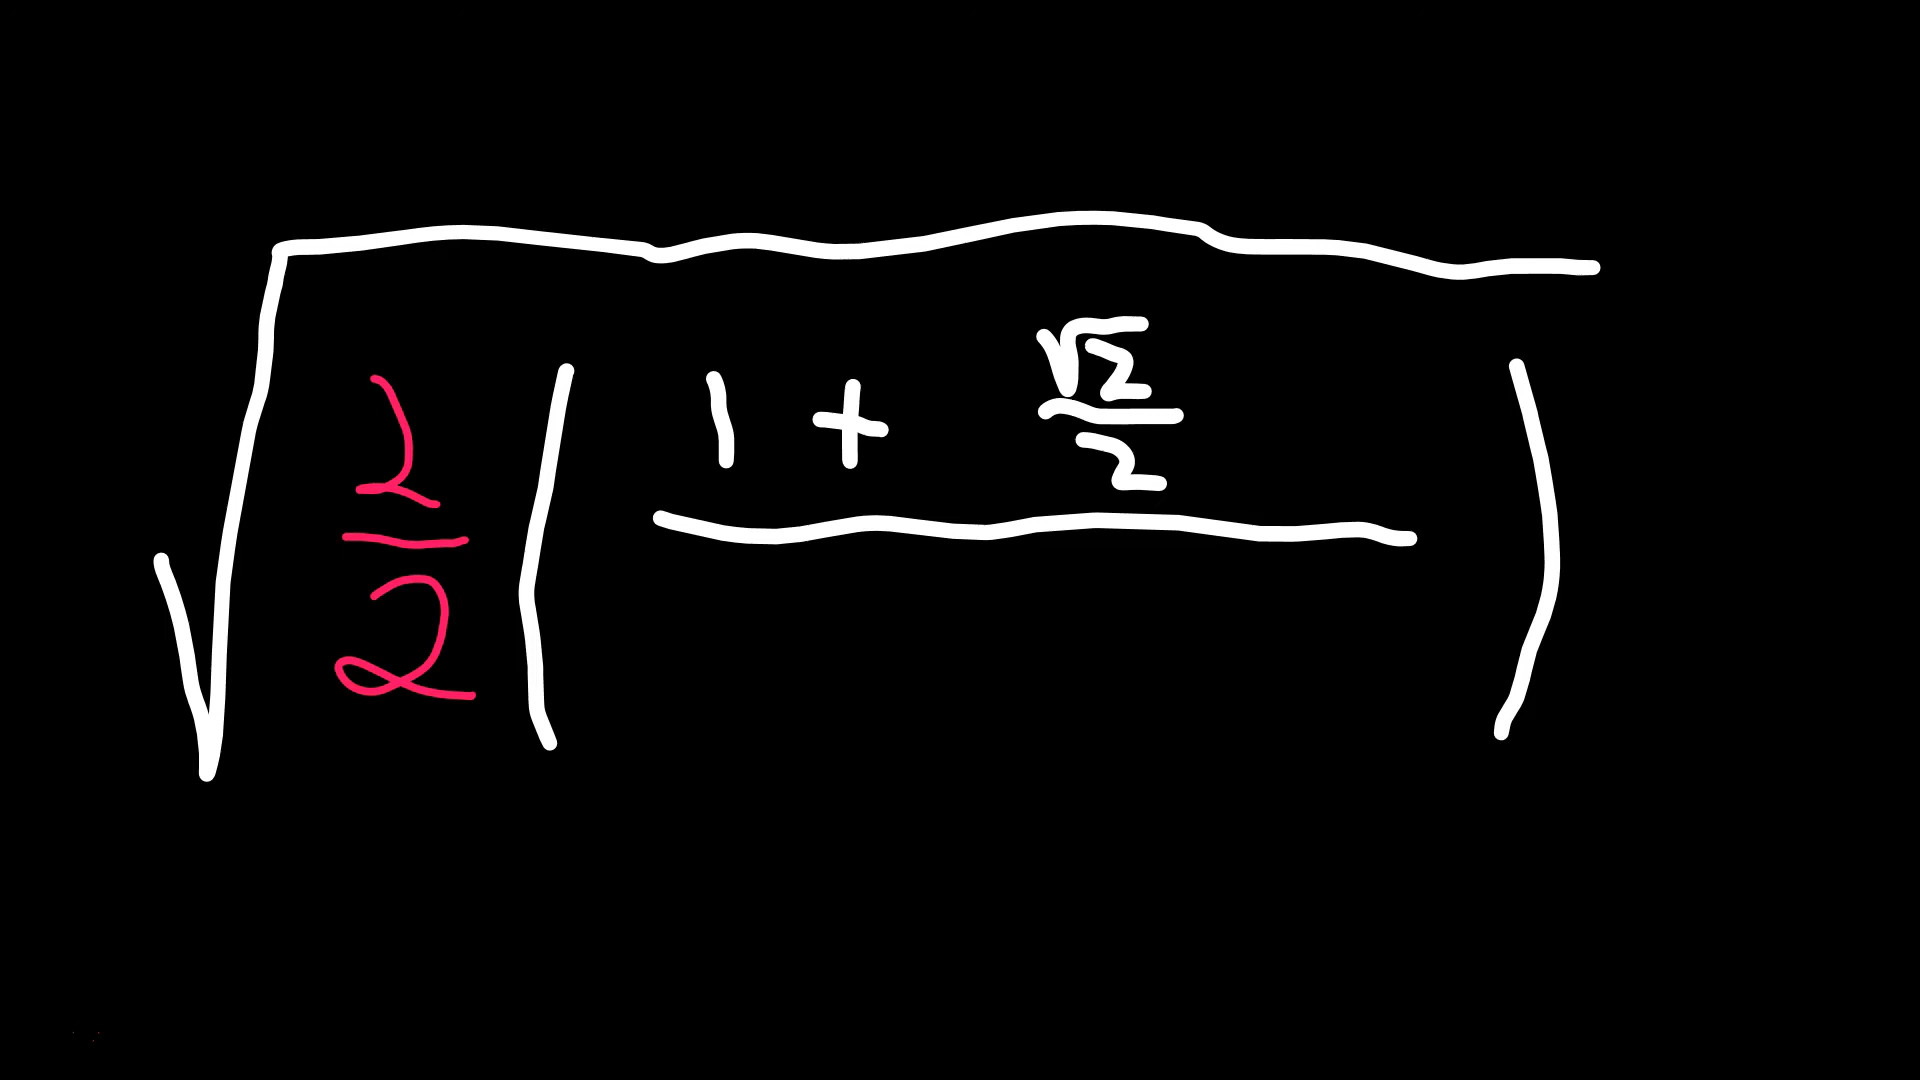 √( 2/2 ( (1 + √2/2)/ ) )